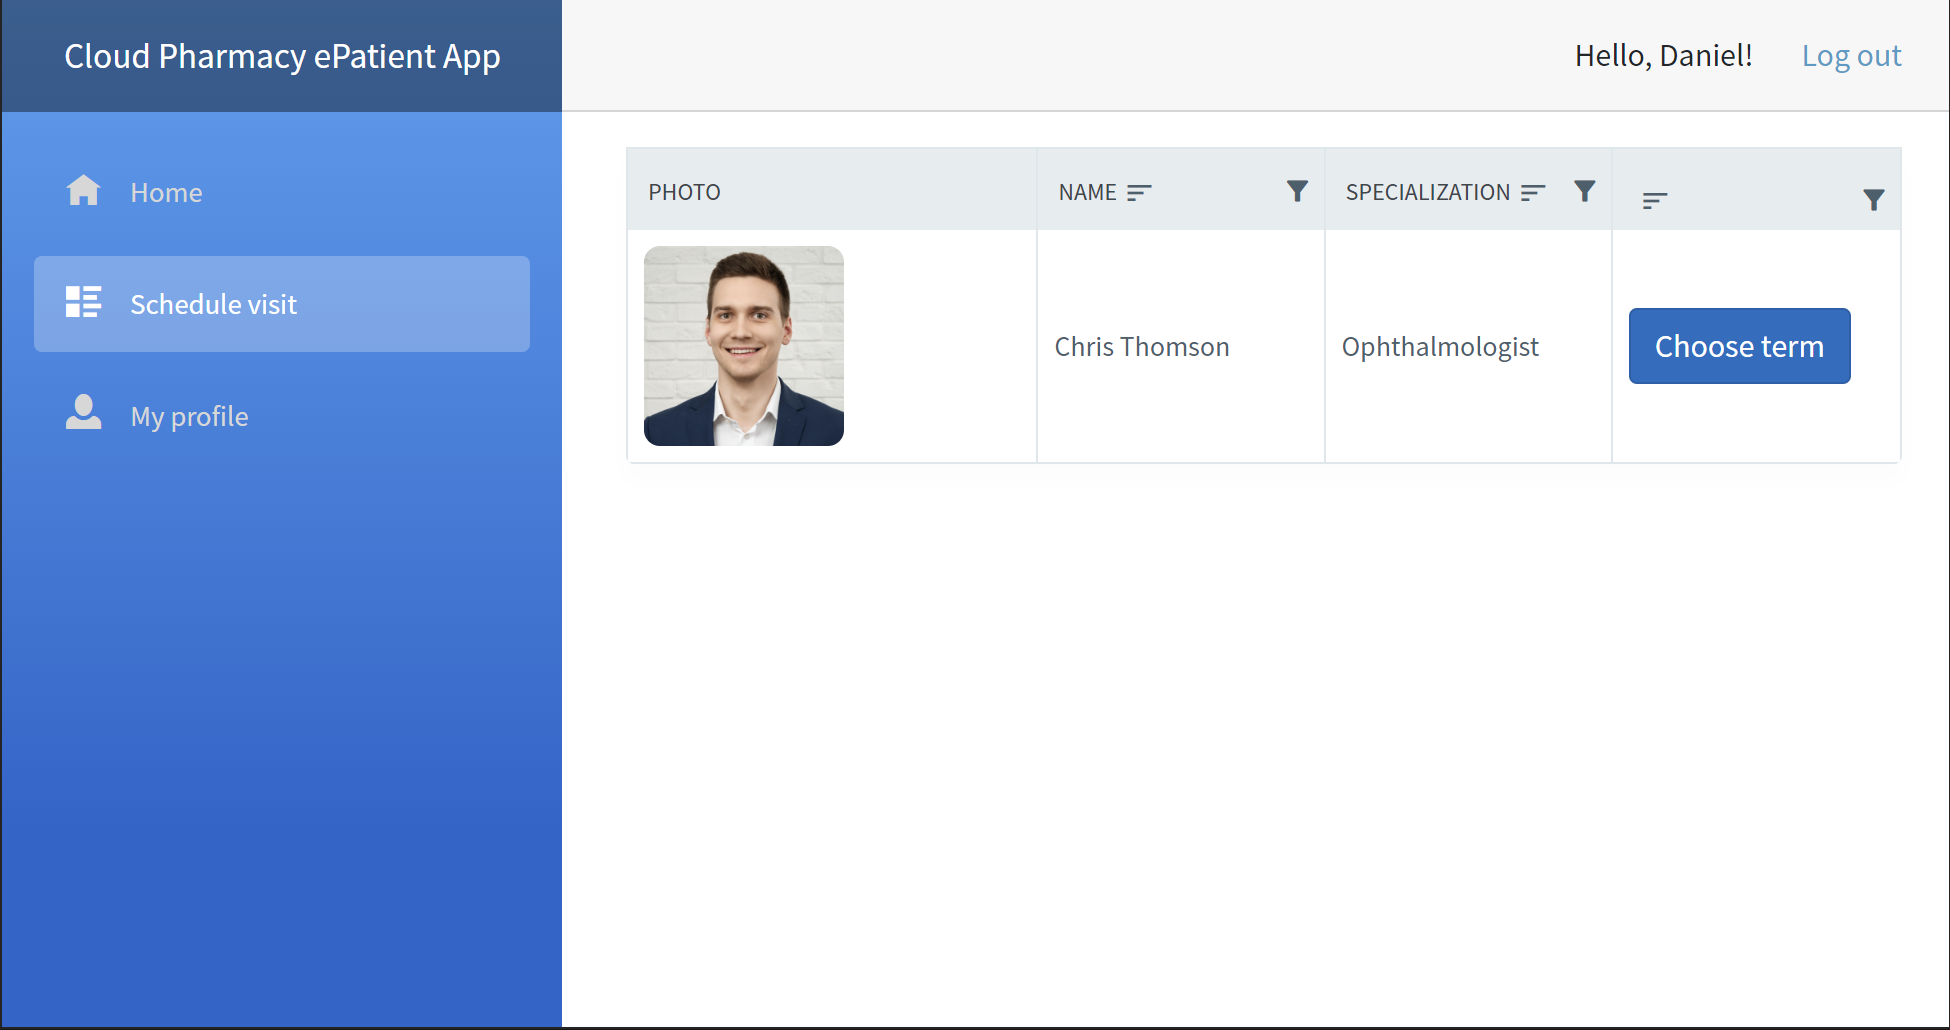 Cloud Pharmacy ePatient App
Hello, Daniel!
Log out
Home
Schedule visit
My profile
PHOTO
NAME
SPECIALIZATION
Chris Thomson
Ophthalmologist
Choose term